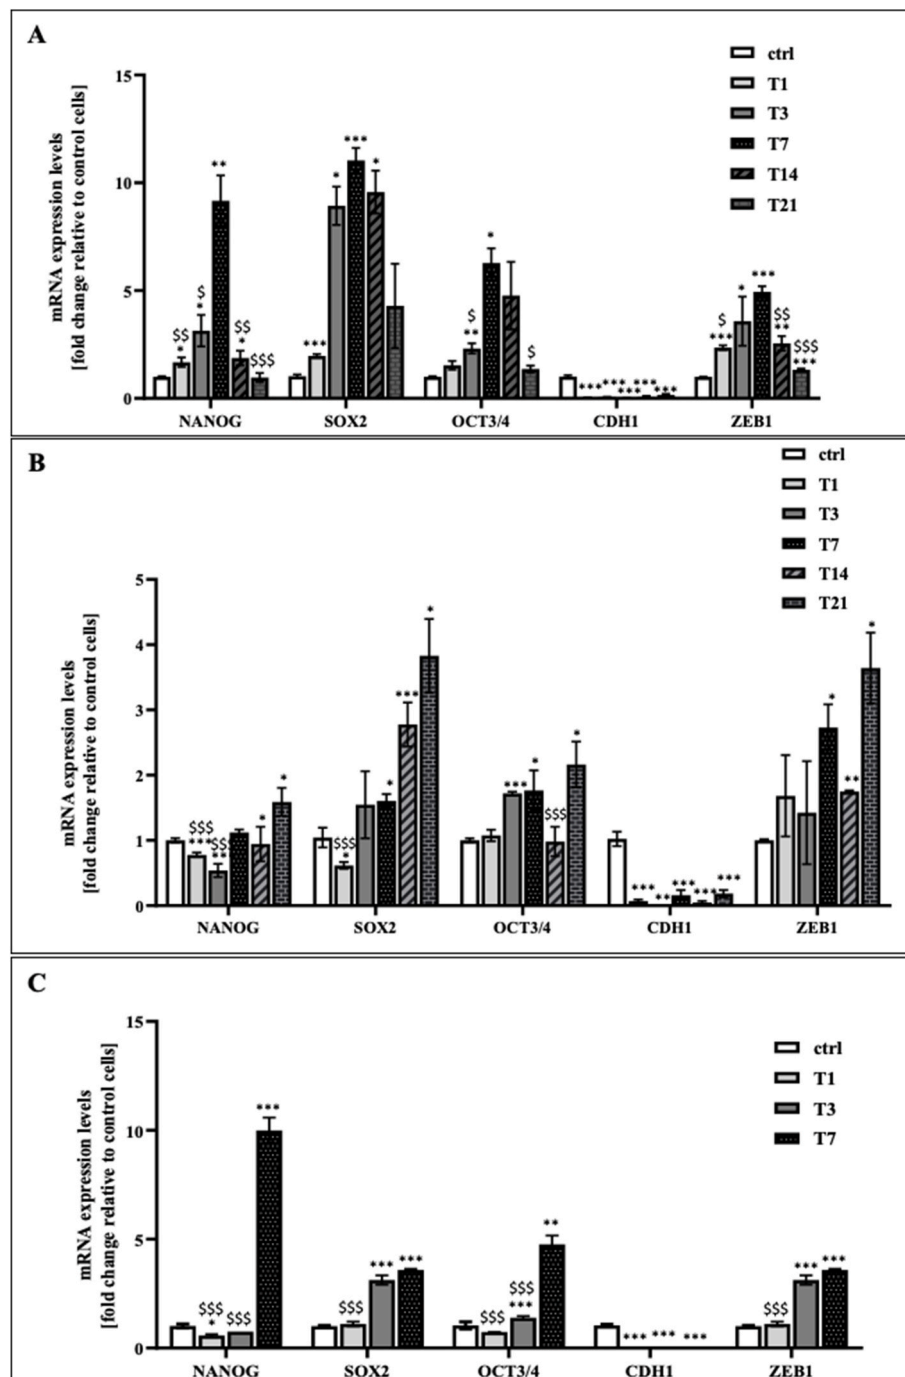 A
ctrl
T1
T3
T7
T14
T21
mRNA expression levels
[fold change relative to control cells]
15
10
5
0
** *** * * * $ * *** $$ * $$ * $$$ $ ** $ *** *** *** *** *** $ *** * *** $$ ** $$$ ***
NANOG SOX2 OCT3/4 CDH1 ZEB1
B
ctrl
T1
T3
T7
T14
T21
mRNA expression levels
[fold change relative to control cells]
5
4
3
2
1
0
$$$ *** $$$ * * $$$ * * *** * *** * $$$ * *** ** *** *** *** * ** *
NANOG SOX2 OCT3/4 CDH1 ZEB1
C
ctrl
T1
T3
T7
mRNA expression levels
[fold change relative to control cells]
15
10
5
0
$$$ * $$$ *** $$$ *** *** $$$ $$$ *** ** *** *** *** $$$ *** ***
NANOG SOX2 OCT3/4 CDH1 ZEB1